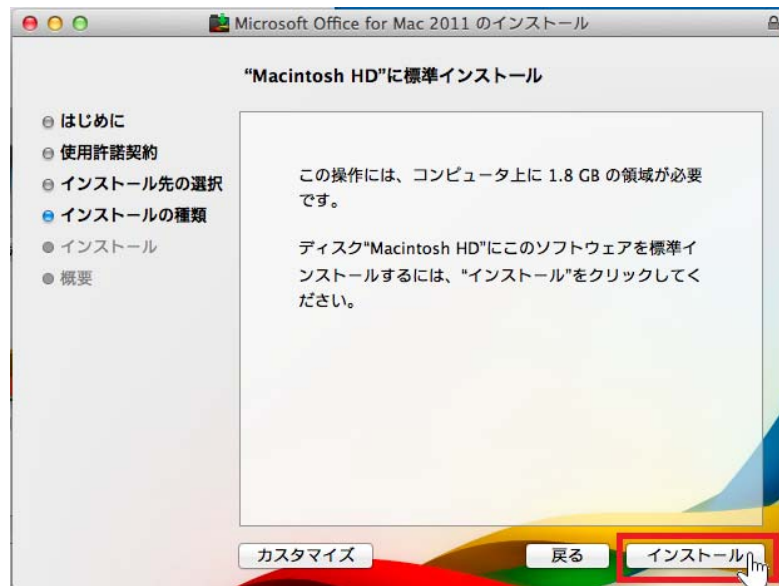 Microsoft Office for Mac 2011 のインストール
“Macintosh HD”に標準インストール
はじめに
使用許諾契約
インストール先の選択
インストールの種類
インストール
概要
この操作には、コンピュータ上に 1.8 GB の領域が必要
です。
ディスク“Macintosh HD”にこのソフトウェアを標準イ
ンストールするには、“インストール”をクリックしてく
ださい。
カスタマイズ
戻る
インストール